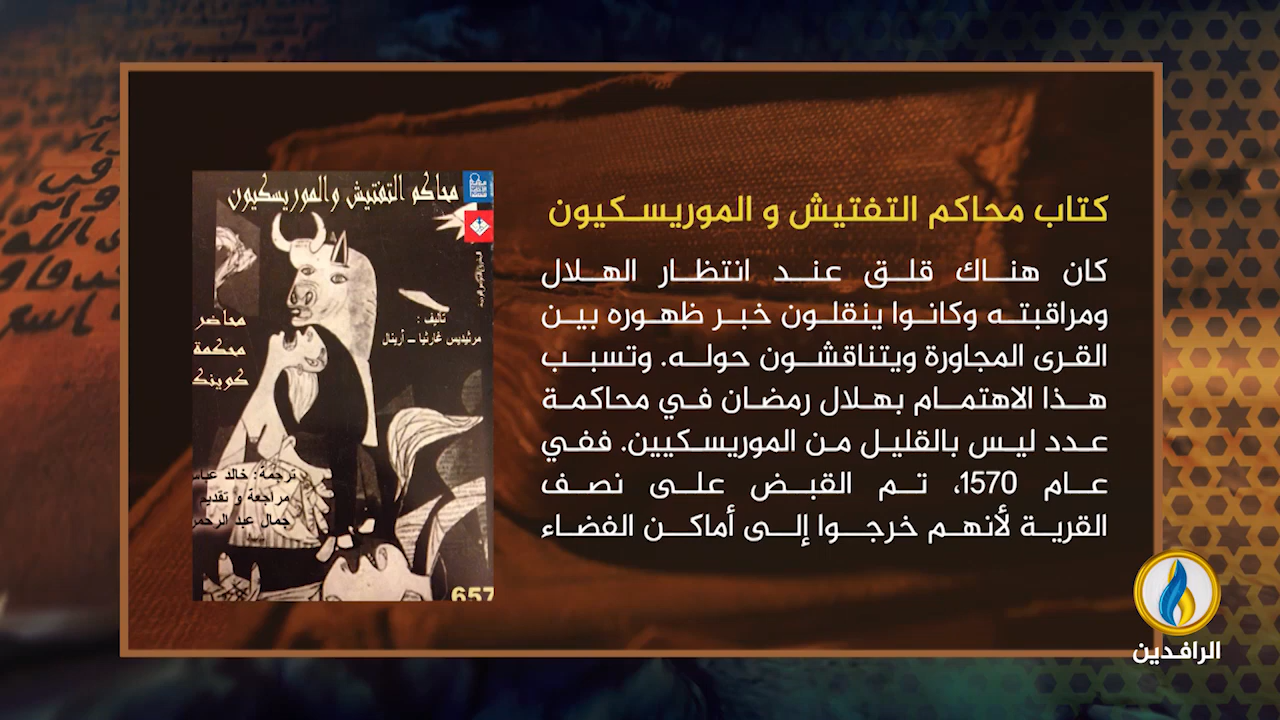 كتاب محاكم التفتيش و الموريسكيون
كان هناك قلق عند انتظار الهلال
ومراقبته وكانوا ينقلون خبر ظهوره بين
القرى المجاورة ويتناقشون حوله. وتسبب
هذا الاهتمام بهلال رمضان في محاكمة
عدد ليس بالقليل من الموريسكيين. ففي
عام 1570، تم القبض على نصف
القرية لأنهم خرجوا إلى أماكن الفضاء
محاكم التفتيش والموريسكيون
تأليف :
مرثيديس غارثيا – آرينال
محاضر
محكمة
كوينك
ترجمة: خالد عباس
مراجعة و تقديم
جمال عبد الرحمن
657
الرافدين